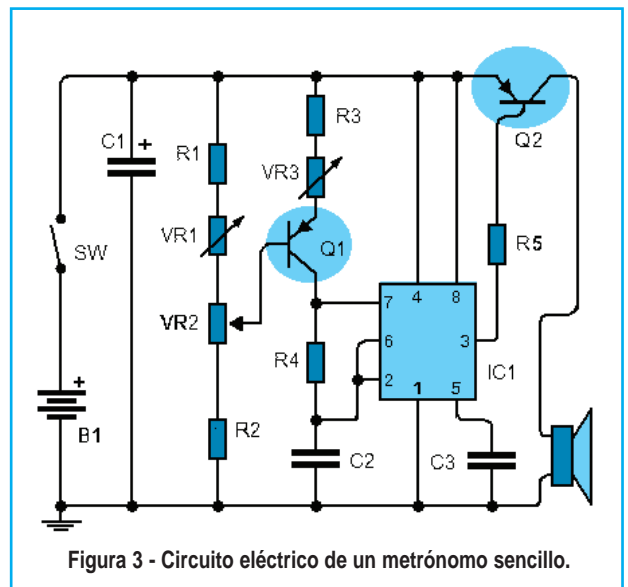 C1 +
R1
R3
VR3
Q2
SW
VR1
Q1
R5
VR2
7 4 8
6 3
2
1 5
IC1
R4
+
B1
R2
C2
C3
Figura 3 - Circuito eléctrico de un metrónomo sencillo.